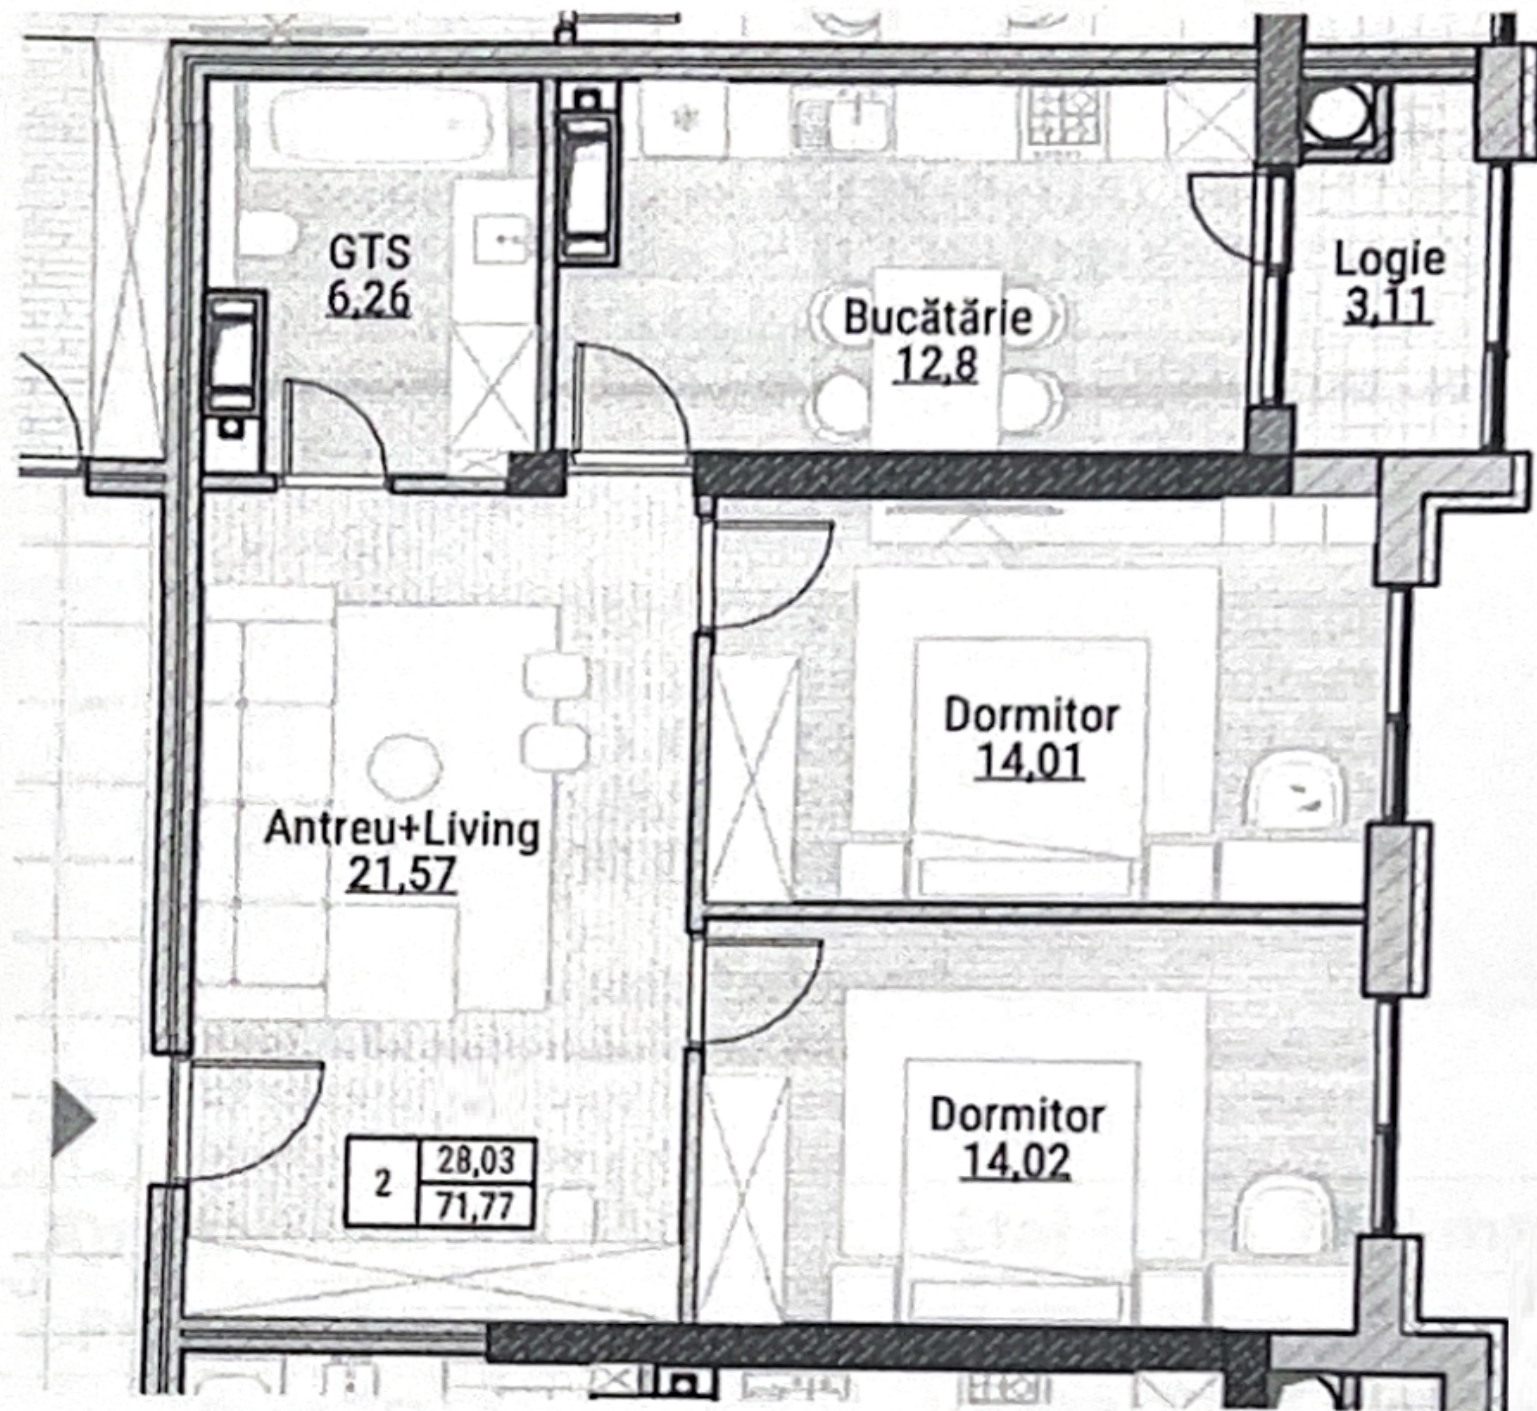 GTS
6,26
Bucătărie
12,8
Logie
3,11
Dormitor
14,01
Antreu+Living
21,57
Dormitor
14,02
2
28,03
71,77